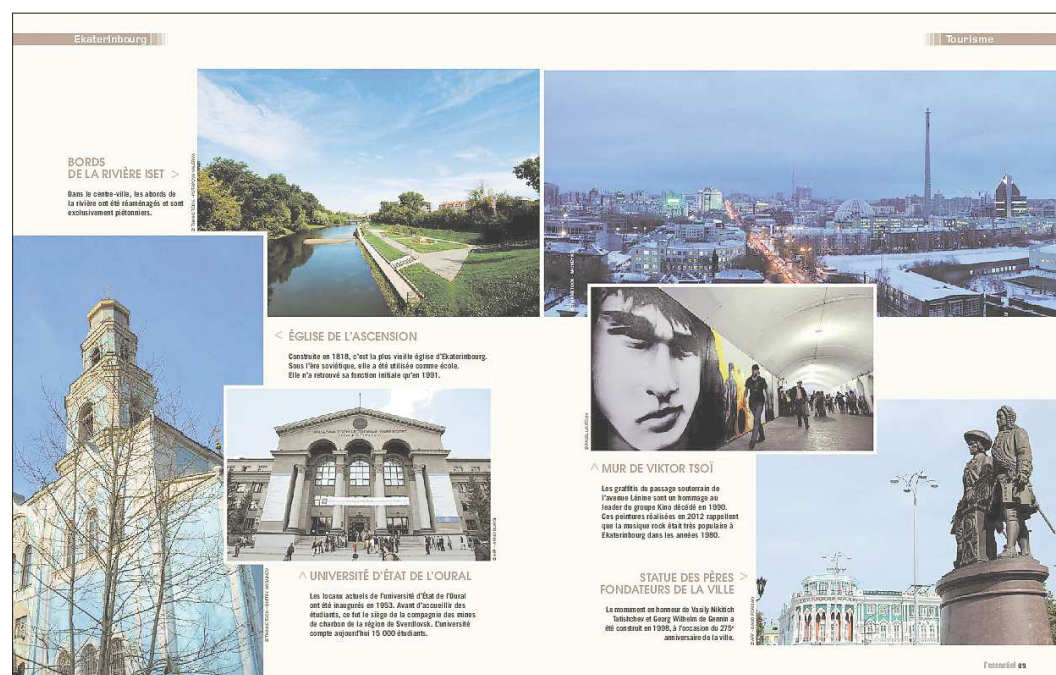 Ekaterinbourg
Tourisme
BORDS
DE LA RIVIÈRE ISET >
Dans le centre-ville, les abords de
la rivière ont été réaménagés et sont
exclusivement piétonniers.
< ÉGLISE DE L'ASCENSION
Construite en 1818, c'est la plus vieille église d'Ekaterinbourg.
Sous l'ère soviétique, elle a été utilisée comme école.
Elle n'a retrouvé sa fonction initiale qu'en 1991.
^ UNIVERSITÉ D'ÉTAT DE L'OURAL
Les locaux actuels de l'université d'État de l'Oural
ont été inaugurés en 1953. Avant d'accueillir des
étudiants, ce fut le siège de la compagnie des mines
de charbon de la région de Sverdlovsk. L'université
compte aujourd'hui 15 000 étudiants.
^ MUR DE VIKTOR TSOÏ
Les graffitis du passage souterrain de
l'avenue Lénine sont un hommage au
leader du groupe Kino décédé en 1990.
Ces peintures réalisées en 2012 rappellent
que la musique rock était très populaire à
Ekaterinbourg dans les années 1980.
STATUE DES PÈRES >
FONDATEURS DE LA VILLE
Le monument en honneur de Vasily Nikitich
Tatishchev et Georg Wilhelm de Gennin a
été construit en 1998, à l'occasion du 275e
anniversaire de la ville.
l'essentiel 09